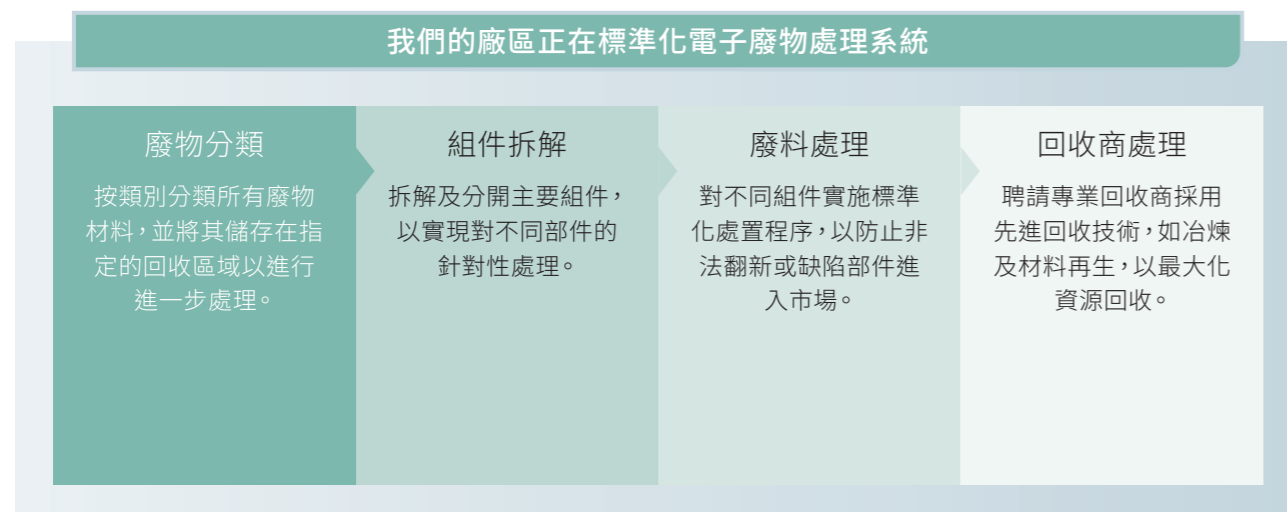 我們的廠區正在標準化電子廢物處理系統
廢物分類
按類別分類所有廢物
材料,並將其儲存在指
定的回收區域以進行
進一步處理。
組件拆解
拆解及分開主要組件,
以實現對不同部件的
針對性處理。
廢料處理
對不同組件實施標準
化處置程序,以防止非
法翻新或缺陷部件進
入市場。
回收商處理
聘請專業回收商採用
先進回收技術,如冶煉
及材料再生,以最大化
資源回收。